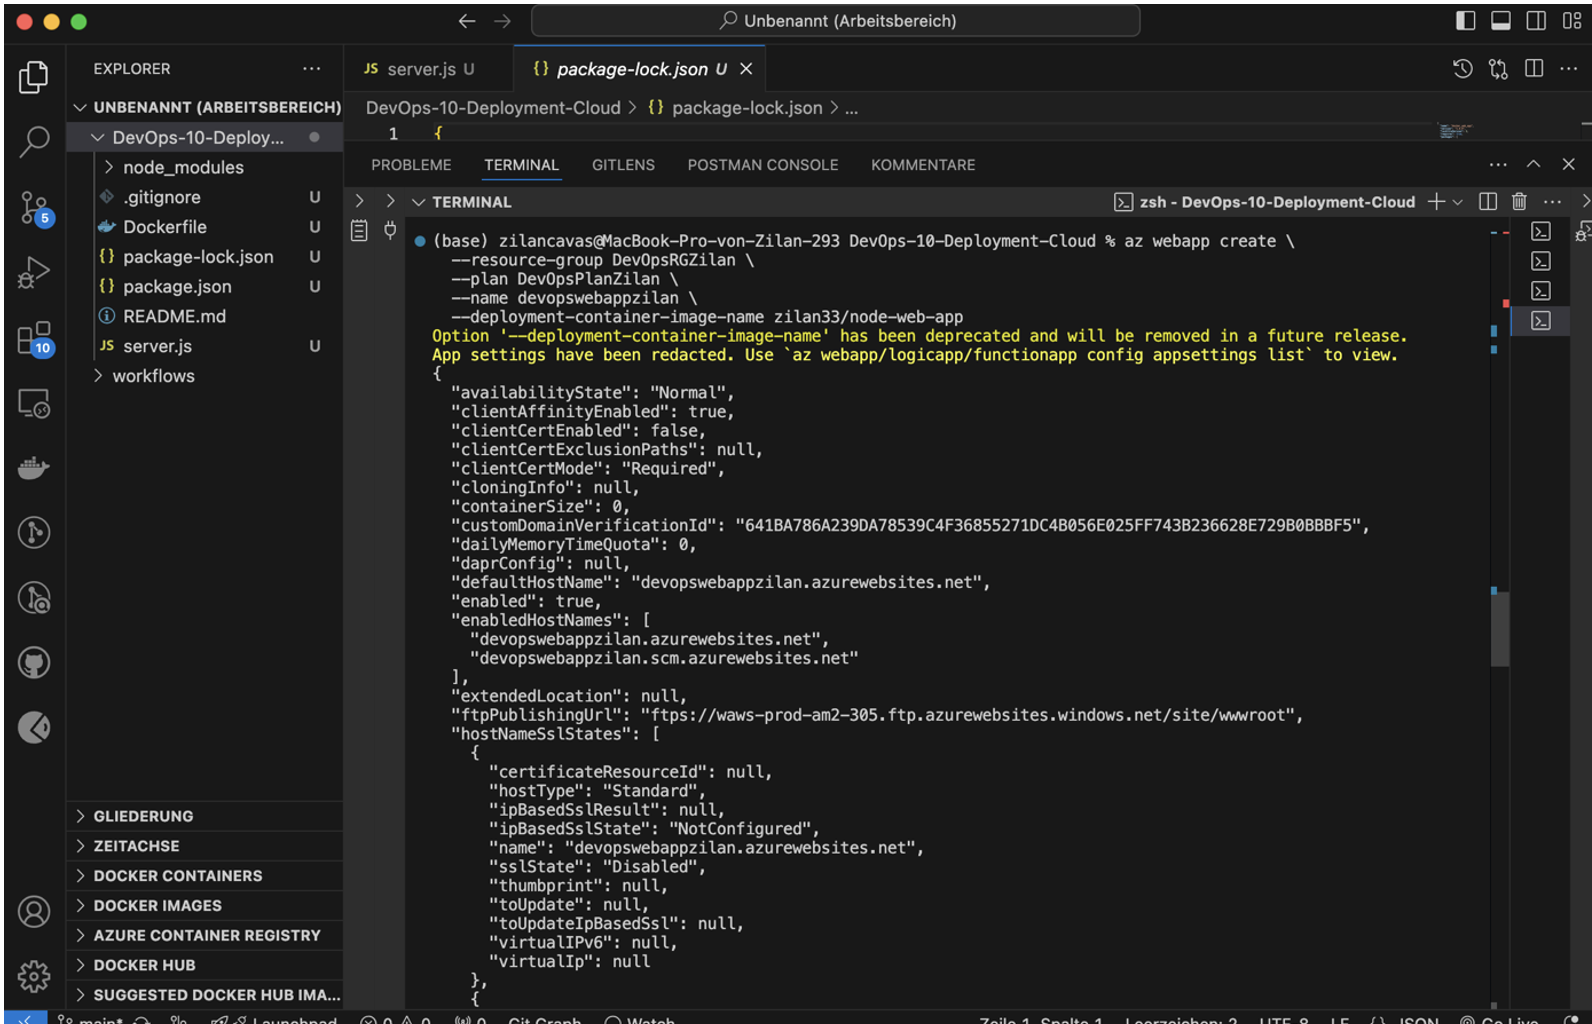 Unbenannt (Arbeitsbereich)
EXPLORER
UNBENANNT (ARBEITSBEREICH)
DevOps-10-Deploy...
node_modules
.gitignore U
Dockerfile U
package-lock.json U
package.json U
README.md
server.js U
workflows
GLIEDERUNG
ZEITACHSE
DOCKER CONTAINERS
DOCKER IMAGES
AZURE CONTAINER REGISTRY
DOCKER HUB
SUGGESTED DOCKER HUB IMA...
5
10
server.js U
package-lock.json U
DevOps-10-Deployment-Cloud > {} package-lock.json > ...
1 {
PROBLEME TERMINAL GITLENS POSTMAN CONSOLE KOMMENTARE
TERMINAL
zsh - DevOps-10-Deployment-Cloud
(base) zilancavas@MacBook-Pro-von-Zilan-293 DevOps-10-Deployment-Cloud % az webapp create \
--resource-group DevOpsRGZilan \
--plan DevOpsPlanZilan \
--name devopswebappzilan \
--deployment-container-image-name zilan33/node-web-app
Option '--deployment-container-image-name' has been deprecated and will be removed in a future release.
App settings have been redacted. Use `az webapp/logicapp/functionapp config appsettings list` to view.
{
"availabilityState": "Normal",
"clientAffinityEnabled": true,
"clientCertEnabled": false,
"clientCertExclusionPaths": null,
"clientCertMode": "Required",
"cloningInfo": null,
"containerSize": 0,
"customDomainVerificationId": "641BA786A239DA78539C4F36855271DC4B056E025FF743B236628E729B0BBBF5",
"dailyMemoryTimeQuota": 0,
"daprConfig": null,
"defaultHostName": "devopswebappzilan.azurewebsites.net",
"enabled": true,
"enabledHostNames": [
"devopswebappzilan.azurewebsites.net",
"devopswebappzilan.scm.azurewebsites.net"
],
"extendedLocation": null,
"ftpPublishingUrl": "ftps://waws-prod-am2-305.ftp.azurewebsites.windows.net/site/wwwroot",
"hostNameSslStates": [
{
"certificateResourceId": null,
"hostType": "Standard",
"ipBasedSslResult": null,
"ipBasedSslState": "NotConfigured",
"name": "devopswebappzilan.azurewebsites.net",
"sslState": "Disabled",
"thumbprint": null,
"toUpdate": null,
"toUpdateIpBasedSsl": null,
"virtualIPv6": null,
"virtualIp": null
},
{
main* Launchpad 0 0 0 Git Graph Watch Zeile 1, Spalte 1 Leerzeichen: 2 UTF-8 LF {} JSON Go Live